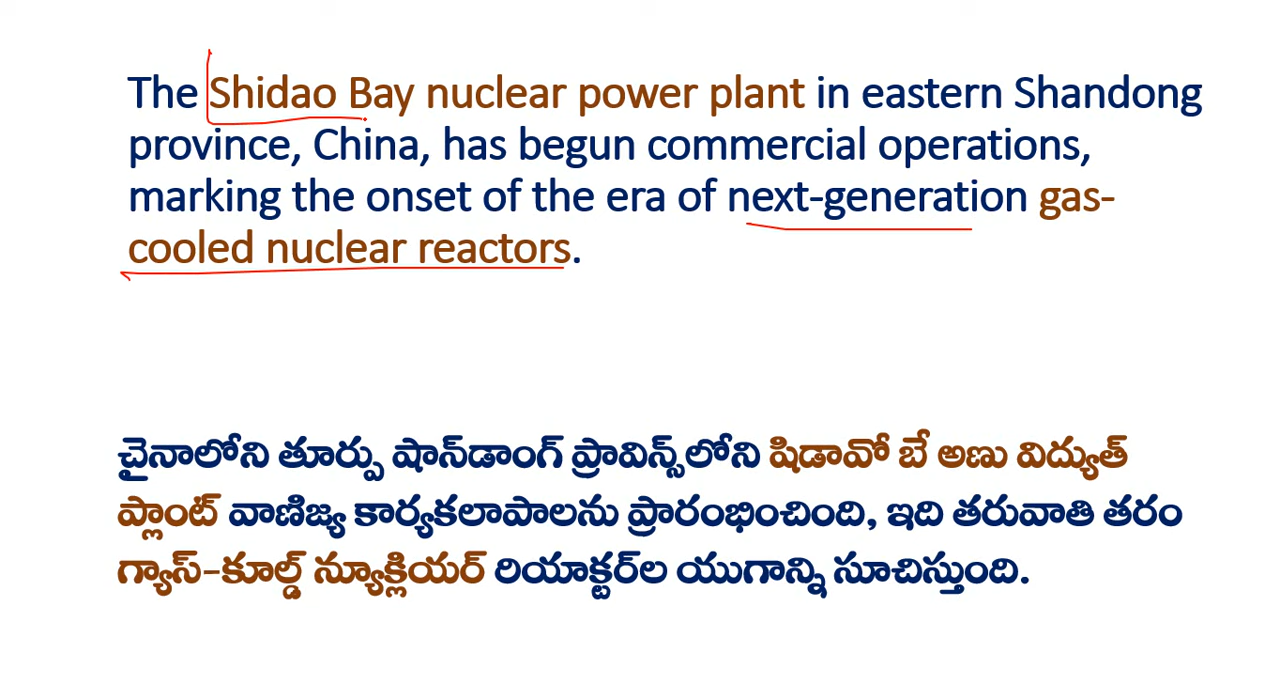 The Shidao Bay nuclear power plant in eastern Shandong
province, China, has begun commercial operations,
marking the onset of the era of next-generation gas-
cooled nuclear reactors.
చైనాలోని తూర్పు షాన్‌డాంగ్ ప్రావిన్స్‌లోని షిడావో బే అణు విద్యుత్
ప్లాంట్ వాణిజ్య కార్యకలాపాలను ప్రారంభించింది, ఇది తరువాతి తరం
గ్యాస్-కూల్డ్ న్యూక్లియర్ రియాక్టర్‌ల యుగాన్ని సూచిస్తుంది.